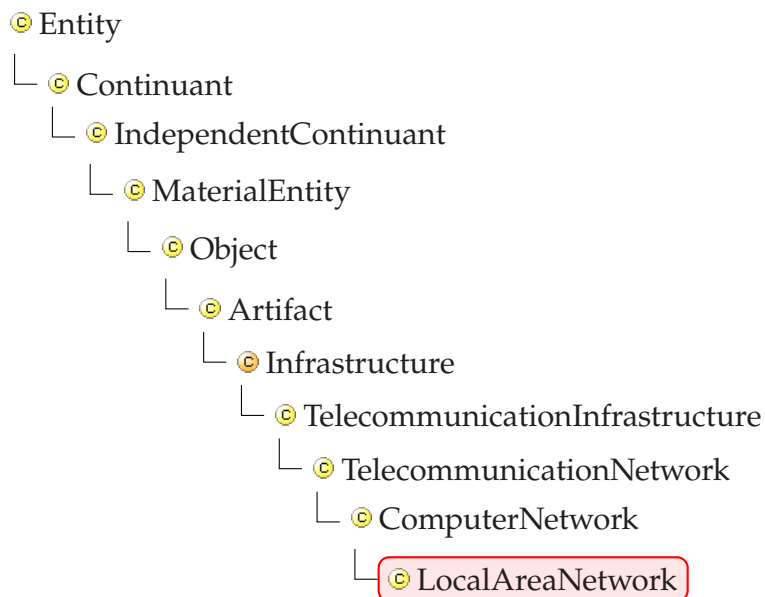 C Entity
C Continuant
C IndependentContinuant
C MaterialEntity
C Object
C Artifact
C Infrastructure
C TelecommunicationInfrastructure
C TelecommunicationNetwork
C ComputerNetwork
C LocalAreaNetwork